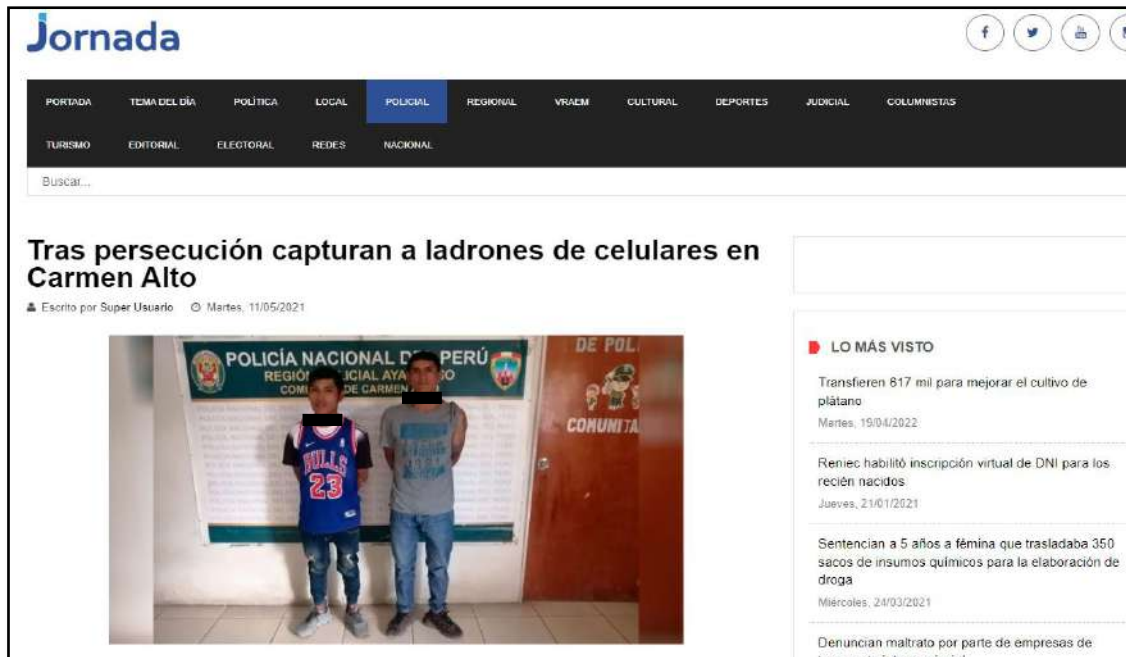 Jornada
PORTADA TEMA DEL DÍA POLÍTICA LOCAL POLICIAL REGIONAL VRAEM CULTURAL DEPORTES JUDICIAL COLUMNISTAS
TURISMO EDITORIAL ELECTORAL REDES NACIONAL
Buscar...
Tras persecución capturan a ladrones de celulares en
Carmen Alto
Escrito por Super Usuario Martes, 11/05/2021
POLICÍA NACIONAL DEL PERÚ
DE POL
COMUNITA
BULLS
23
LO MÁS VISTO
Transfieren 617 mil para mejorar el cultivo de
plátano
Martes, 19/04/2022
Reniec habilitó inscripción virtual de DNI para los
recién nacidos
Jueves, 21/01/2021
Sentencian a 5 años a fémina que trasladaba 350
sacos de insumos químicos para la elaboración de
droga
Miércoles, 24/03/2021
Denuncian maltrato por parte de empresas de